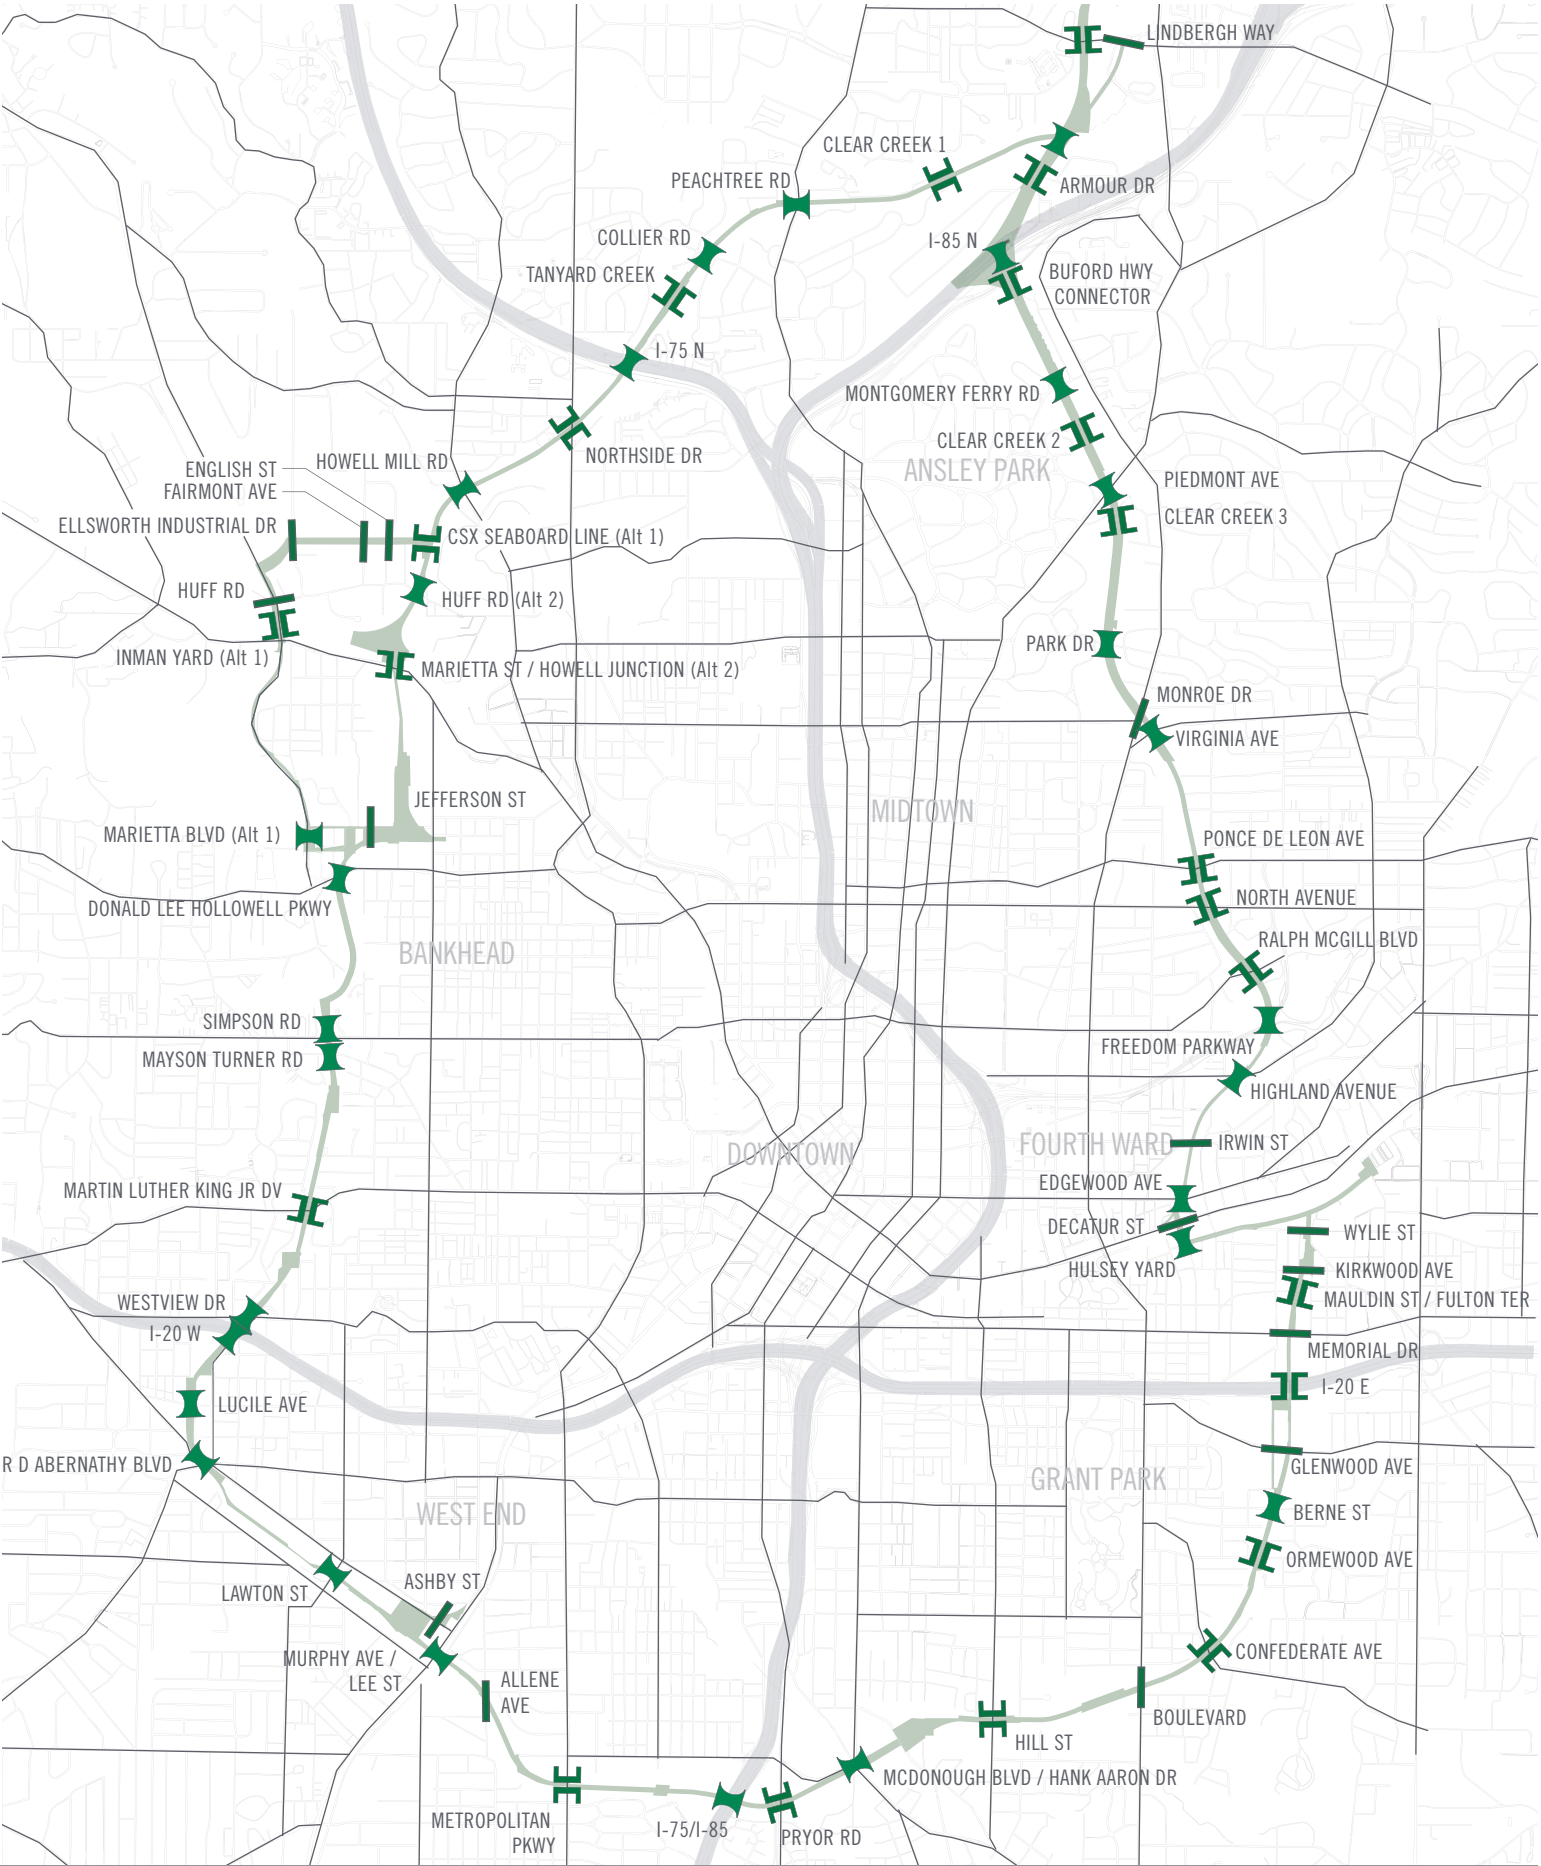 LINDBERGH WAY
CLEAR CREEK 1
PEACHTREE RD
ARMOUR DR
COLLIER RD
I-85 N
TANYARD CREEK
BUFORD HWY
CONNECTOR
I-75 N
MONTGOMERY FERRY RD
CLEAR CREEK 2
NORTHSIDE DR
HOWELL MILL RD
ENGLISH ST
FAIRMONT AVE
ANSLEY PARK
PIEDMONT AVE
CLEAR CREEK 3
ELLSWORTH INDUSTRIAL DR
CSX SEABOARD LINE (Alt 1)
HUFF RD
HUFF RD (Alt 2)
PARK DR
INMAN YARD (Alt 1)
MARIETTA ST / HOWELL JUNCTION (Alt 2)
MONROE DR
VIRGINIA AVE
JEFFERSON ST
MIDTOWN
MARIETTA BLVD (Alt 1)
PONCE DE LEON AVE
DONALD LEE HOLLOWELL PKWY
NORTH AVENUE
BANKHEAD
RALPH MCGILL BLVD
SIMPSON RD
MAYSON TURNER RD
FREEDOM PARKWAY
HIGHLAND AVENUE
DOWNTOWN
FOURTH WARD
IRWIN ST
MARTIN LUTHER KING JR DV
EDGEWOOD AVE
DECATUR ST
WYLIE ST
HULSEY YARD
KIRKWOOD AVE
WESTVIEW DR
MAULDIN ST / FULTON TER
I-20 W
MEMORIAL DR
I-20 E
LUCILE AVE
R D ABERNATHY BLVD
GLENWOOD AVE
GRANT PARK
WEST END
BERNE ST
ORMEWOOD AVE
LAWTON ST
ASHBY ST
CONFEDERATE AVE
MURPHY AVE /
LEE ST
ALLENE
AVE
BOULEVARD
HILL ST
MCDONOUGH BLVD / HANK AARON DR
METROPOLITAN
PKWY
I-75/I-85
PRYOR RD